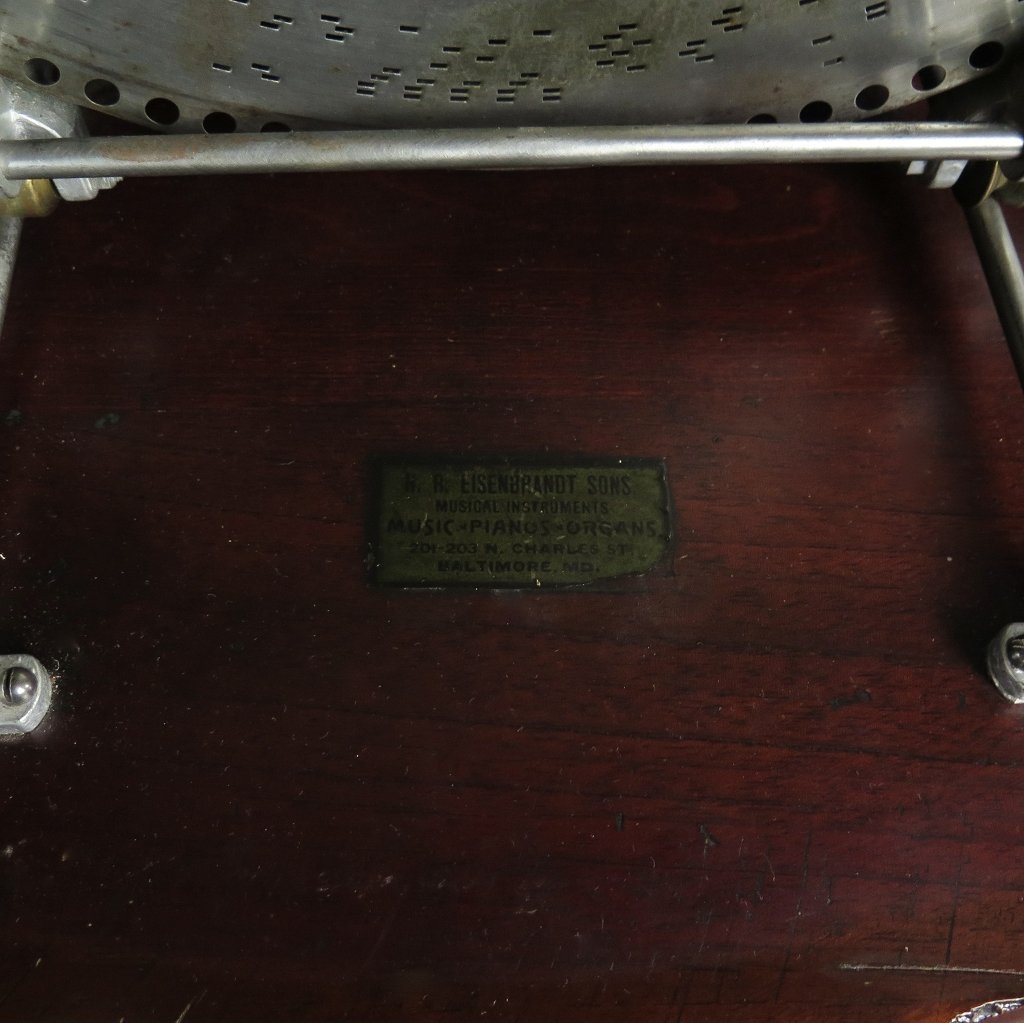 H. R. EISENBRANDT SONS.
MUSICAL INSTRUMENTS.
MUSIC-PIANOS-ORGANS.
201-203 N. CHARLES ST.
BALTIMORE, MD.